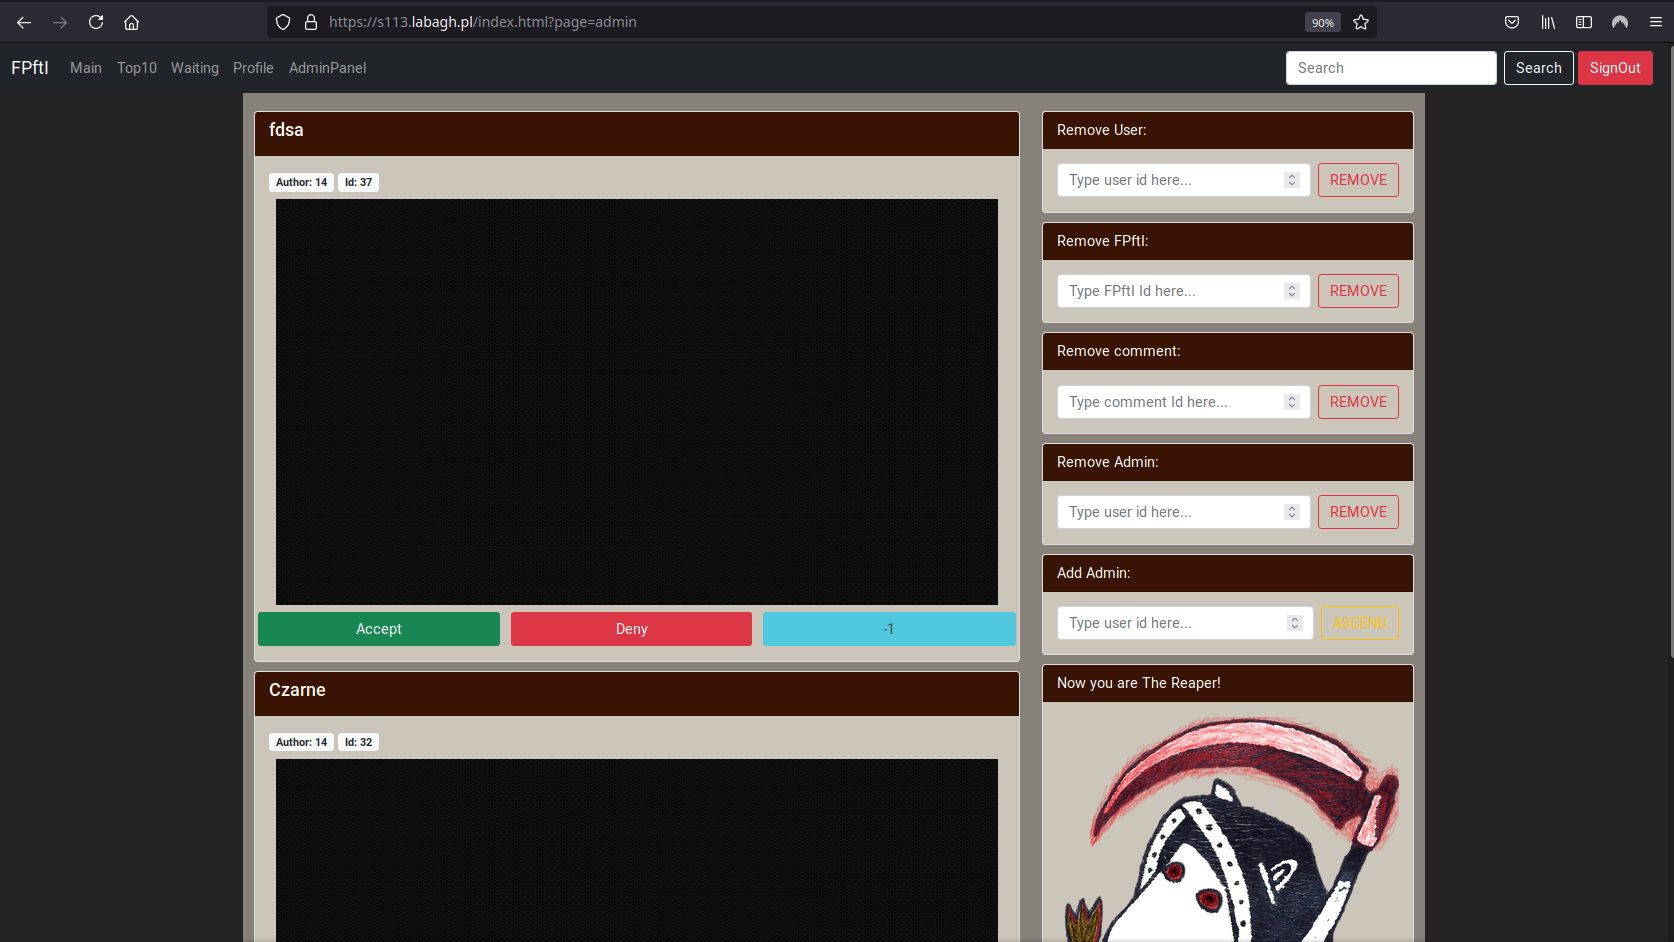 https://s113.labagh.pl/index.html?page=admin
90%
FPftI Main Top10 Waiting Profile AdminPanel
Search Search SignOut
fdsa
Author: 14 Id: 37
Accept Deny -1
Czarne
Author: 14 Id: 32
Remove User:
Type user id here... REMOVE
Remove FPftI:
Type FPftI Id here... REMOVE
Remove comment:
Type comment Id here... REMOVE
Remove Admin:
Type user id here... REMOVE
Add Admin:
Type user id here... ASCEND
Now you are The Reaper!